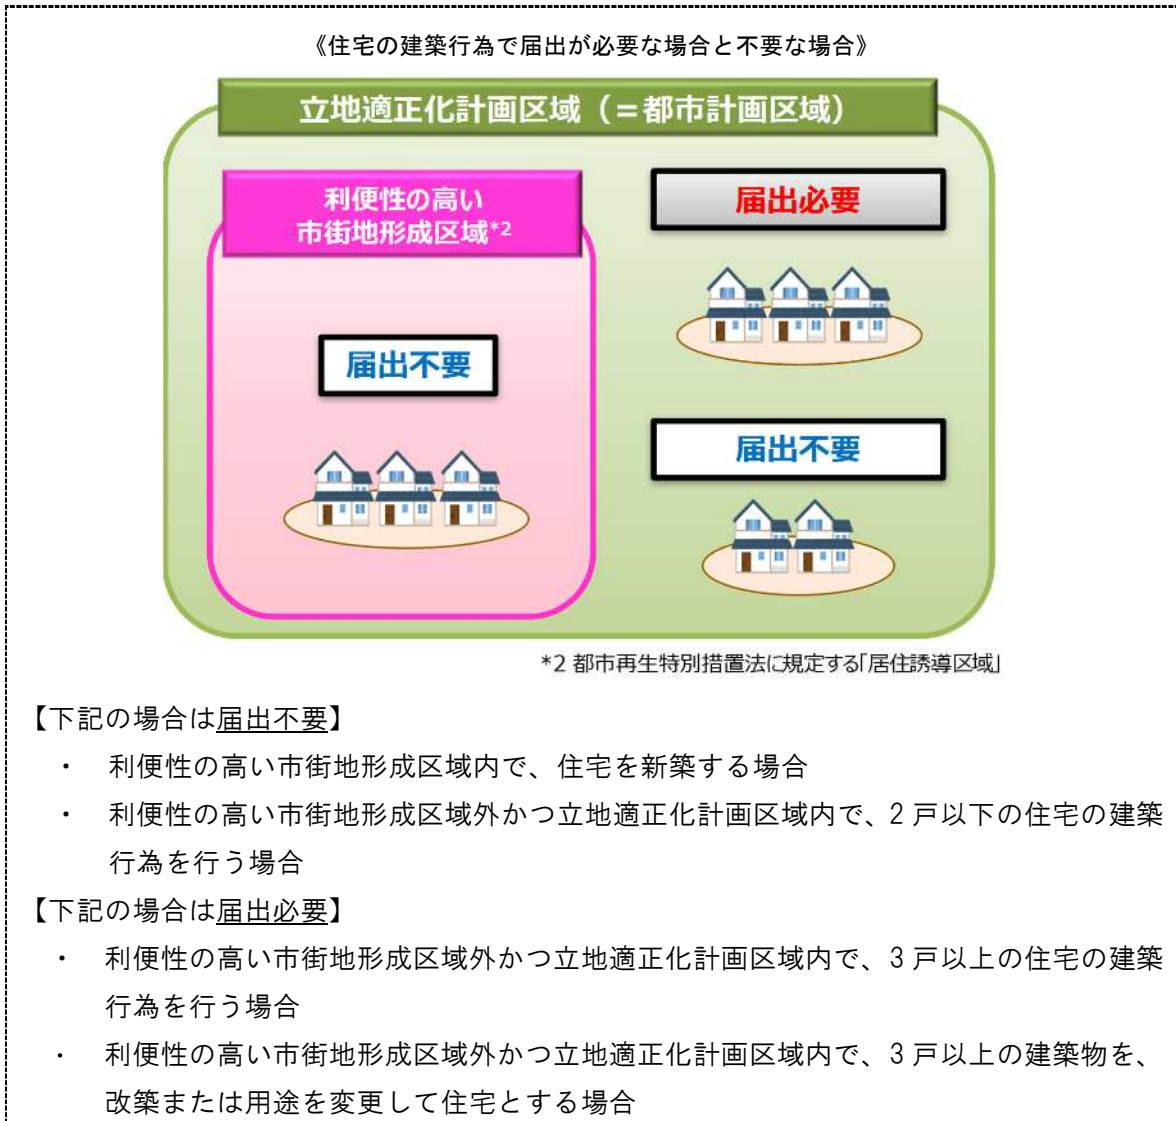 《住宅の建築行為で届出が必要な場合と不要な場合》
立地適正化計画区域（＝都市計画区域）
利便性の高い
市街地形成区域*2
届出必要
届出不要
届出不要
*2 都市再生特別措置法に規定する「居住誘導区域」
【下記の場合は届出不要】
・ 利便性の高い市街地形成区域内で、住宅を新築する場合
・ 利便性の高い市街地形成区域外かつ立地適正化計画区域内で、2 戸以下の住宅の建築
行為を行う場合
【下記の場合は届出必要】
・ 利便性の高い市街地形成区域外かつ立地適正化計画区域内で、3 戸以上の住宅の建築
行為を行う場合
・ 利便性の高い市街地形成区域外かつ立地適正化計画区域内で、3 戸以上の建築物を、
改築または用途を変更して住宅とする場合